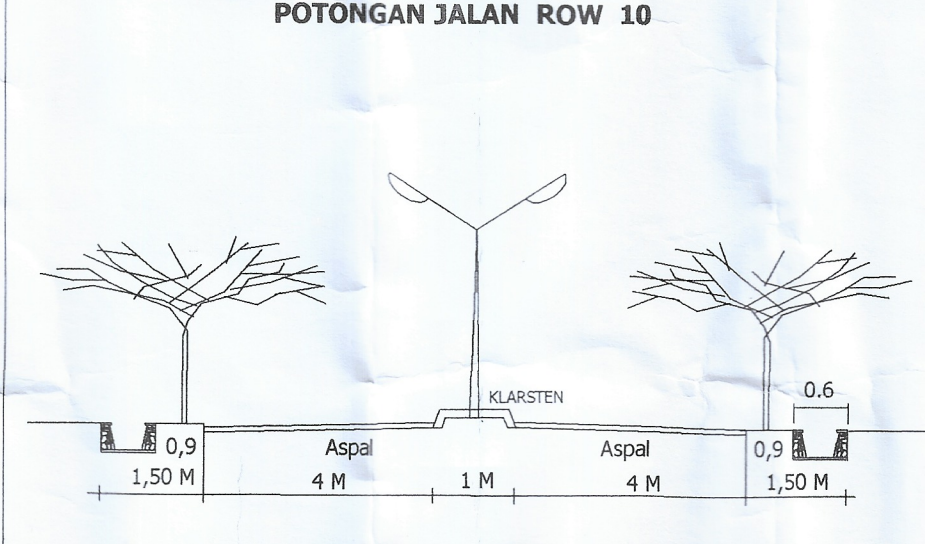 POTONGAN JALAN ROW 10
KLARSTEN
0.6
0,9
Aspal
Aspal
0,9
1,50 M
4 M
1 M
4 M
1,50 M